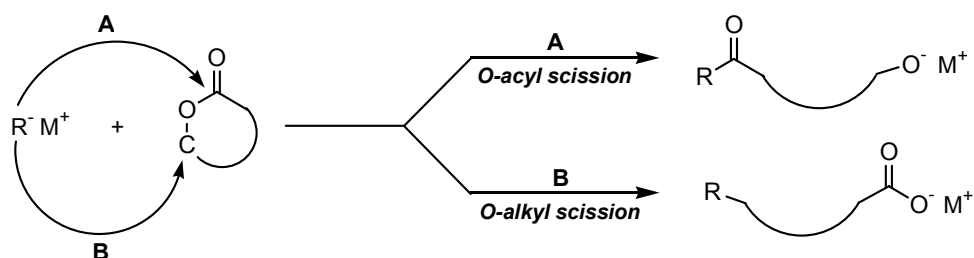 A
O
O
C
R⁻ M⁺
+
B
A
O-acyl scission
O
R
O⁻ M⁺
B
O-alkyl scission
R
O
O⁻ M⁺